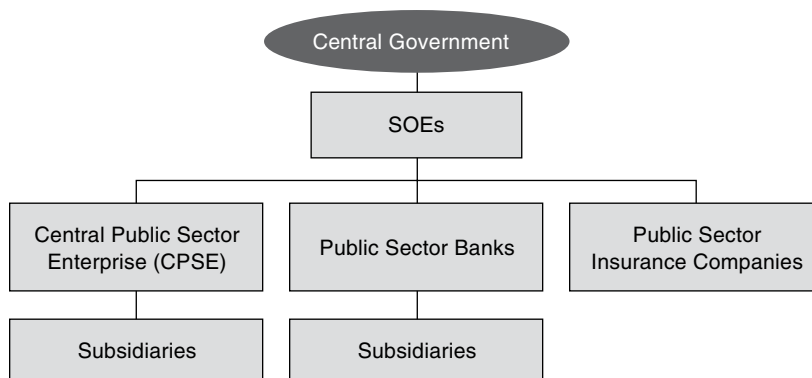 Central Government
SOEs
Central Public Sector
Enterprise (CPSE)
Public Sector Banks
Public Sector
Insurance Companies
Subsidiaries
Subsidiaries